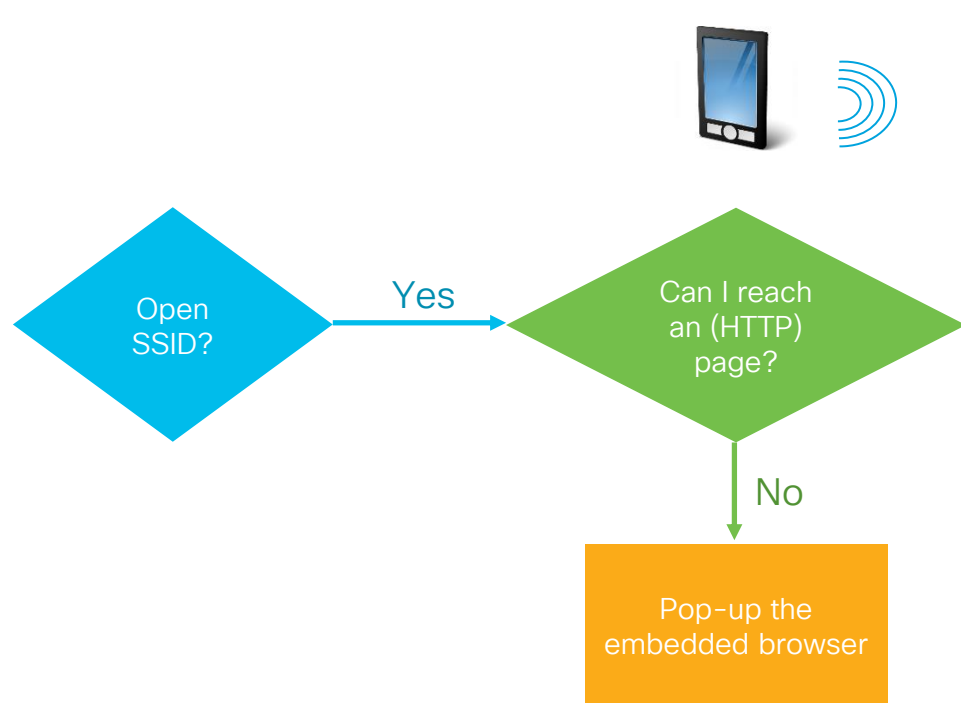 Open
SSID?
Yes
Can I reach
an (HTTP)
page?
No
Pop-up the
embedded browser